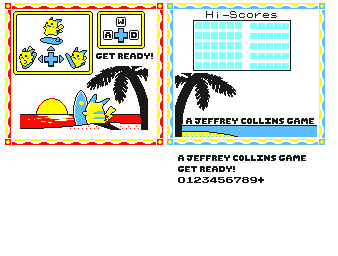 W
A D
GET READY!
Hi-Scores
A JEFFREY COLLINS GAME
A JEFFREY COLLINS GAME
GET READY!
0123456789+